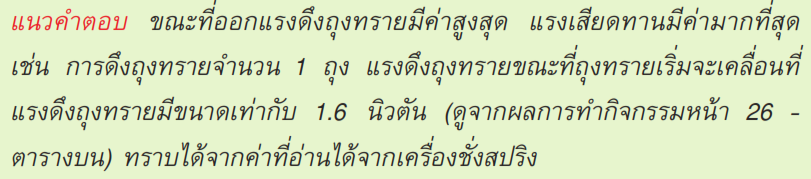 แนวคำตอบ ขณะที่ออกแรงดึงถุงทรายมีค่าสูงสุด แรงเสียดทานมีค่ามากที่สุด
เช่น การดึงถุงทรายจำนวน 1 ถุง แรงดึงถุงทรายขณะที่ถุงทรายเริ่มจะเคลื่อนที่
แรงดึงถุงทรายมีขนาดเท่ากับ 1.6 นิวตัน (ดูจากผลการทำกิจกรรมหน้า 26 -
ตารางบน) ทราบได้จากค่าที่อ่านได้จากเครื่องชั่งสปริง